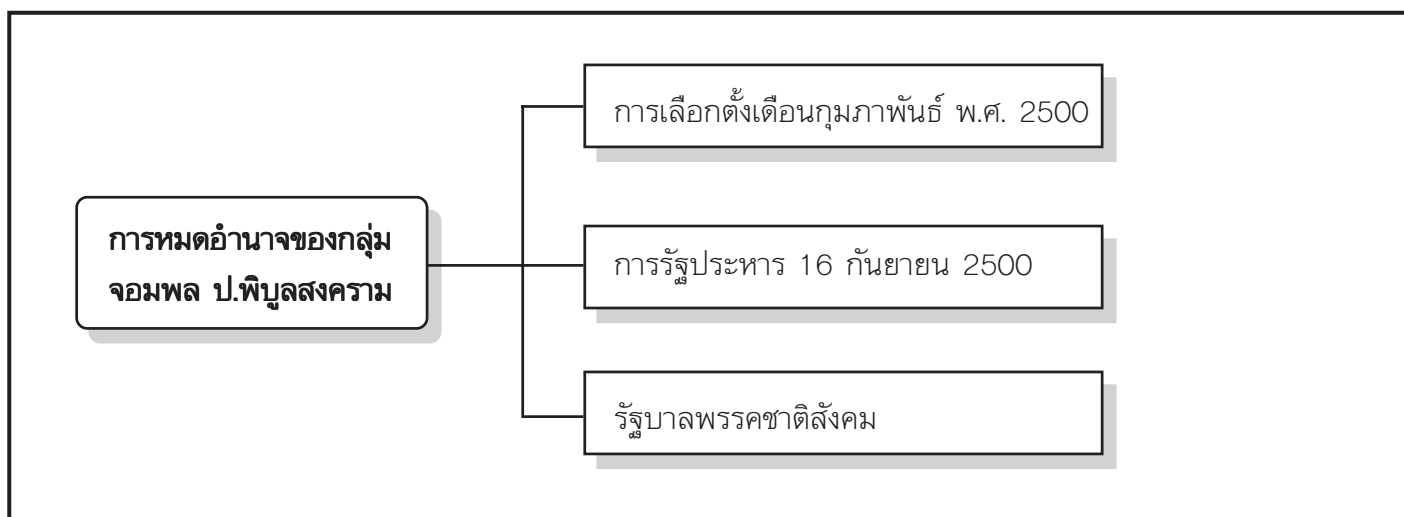 การเลือกตั้งเดือนกุมภาพันธ์ พ.ศ. 2500
การหมดอำนาจของกลุ่ม
จอมพล ป.พิบูลสงคราม
การรัฐประหาร 16 กันยายน 2500
รัฐบาลพรรคชาติสังคม